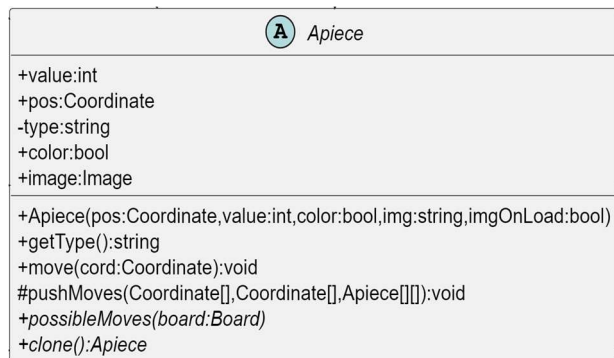 A Apiece
+value:int
+pos:Coordinate
-type:string
+color:bool
+image:Image
+Apiece(pos:Coordinate,value:int,color:bool,img:string,imgOnLoad:bool)
+getType():string
+move(cord:Coordinate):void
#pushMoves(Coordinate[],Coordinate[],Apiece[][]):void
+possibleMoves(board:Board)
+clone():Apiece